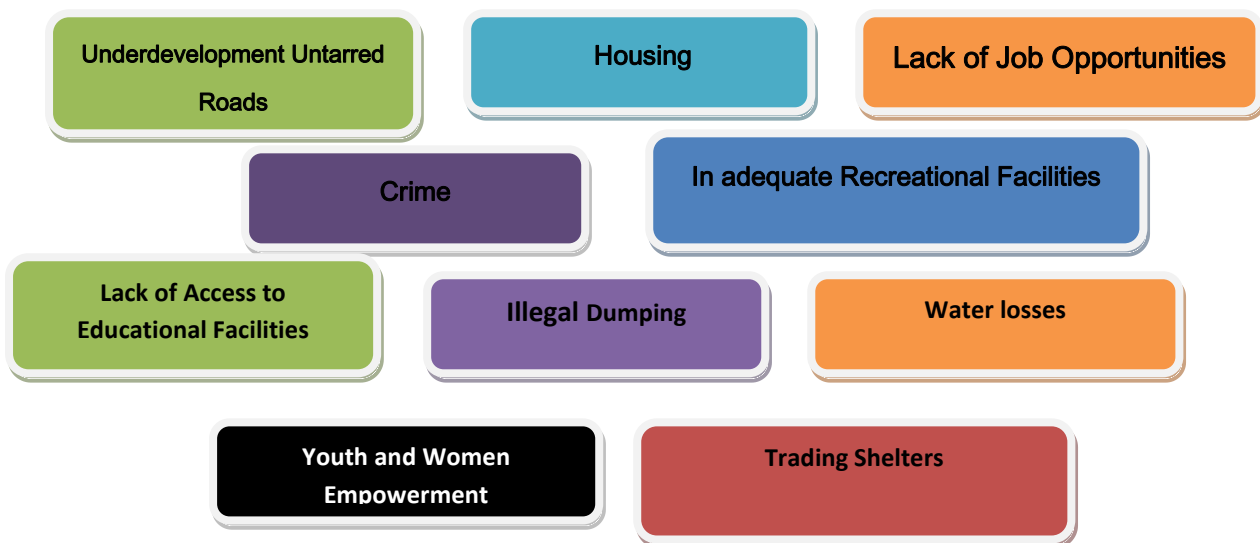 Underdevelopment Untarred
Roads
Housing
Lack of Job Opportunities
Crime
In adequate Recreational Facilities
Lack of Access to
Educational Facilities
Illegal Dumping
Water losses
Youth and Women
Empowerment
Trading Shelters